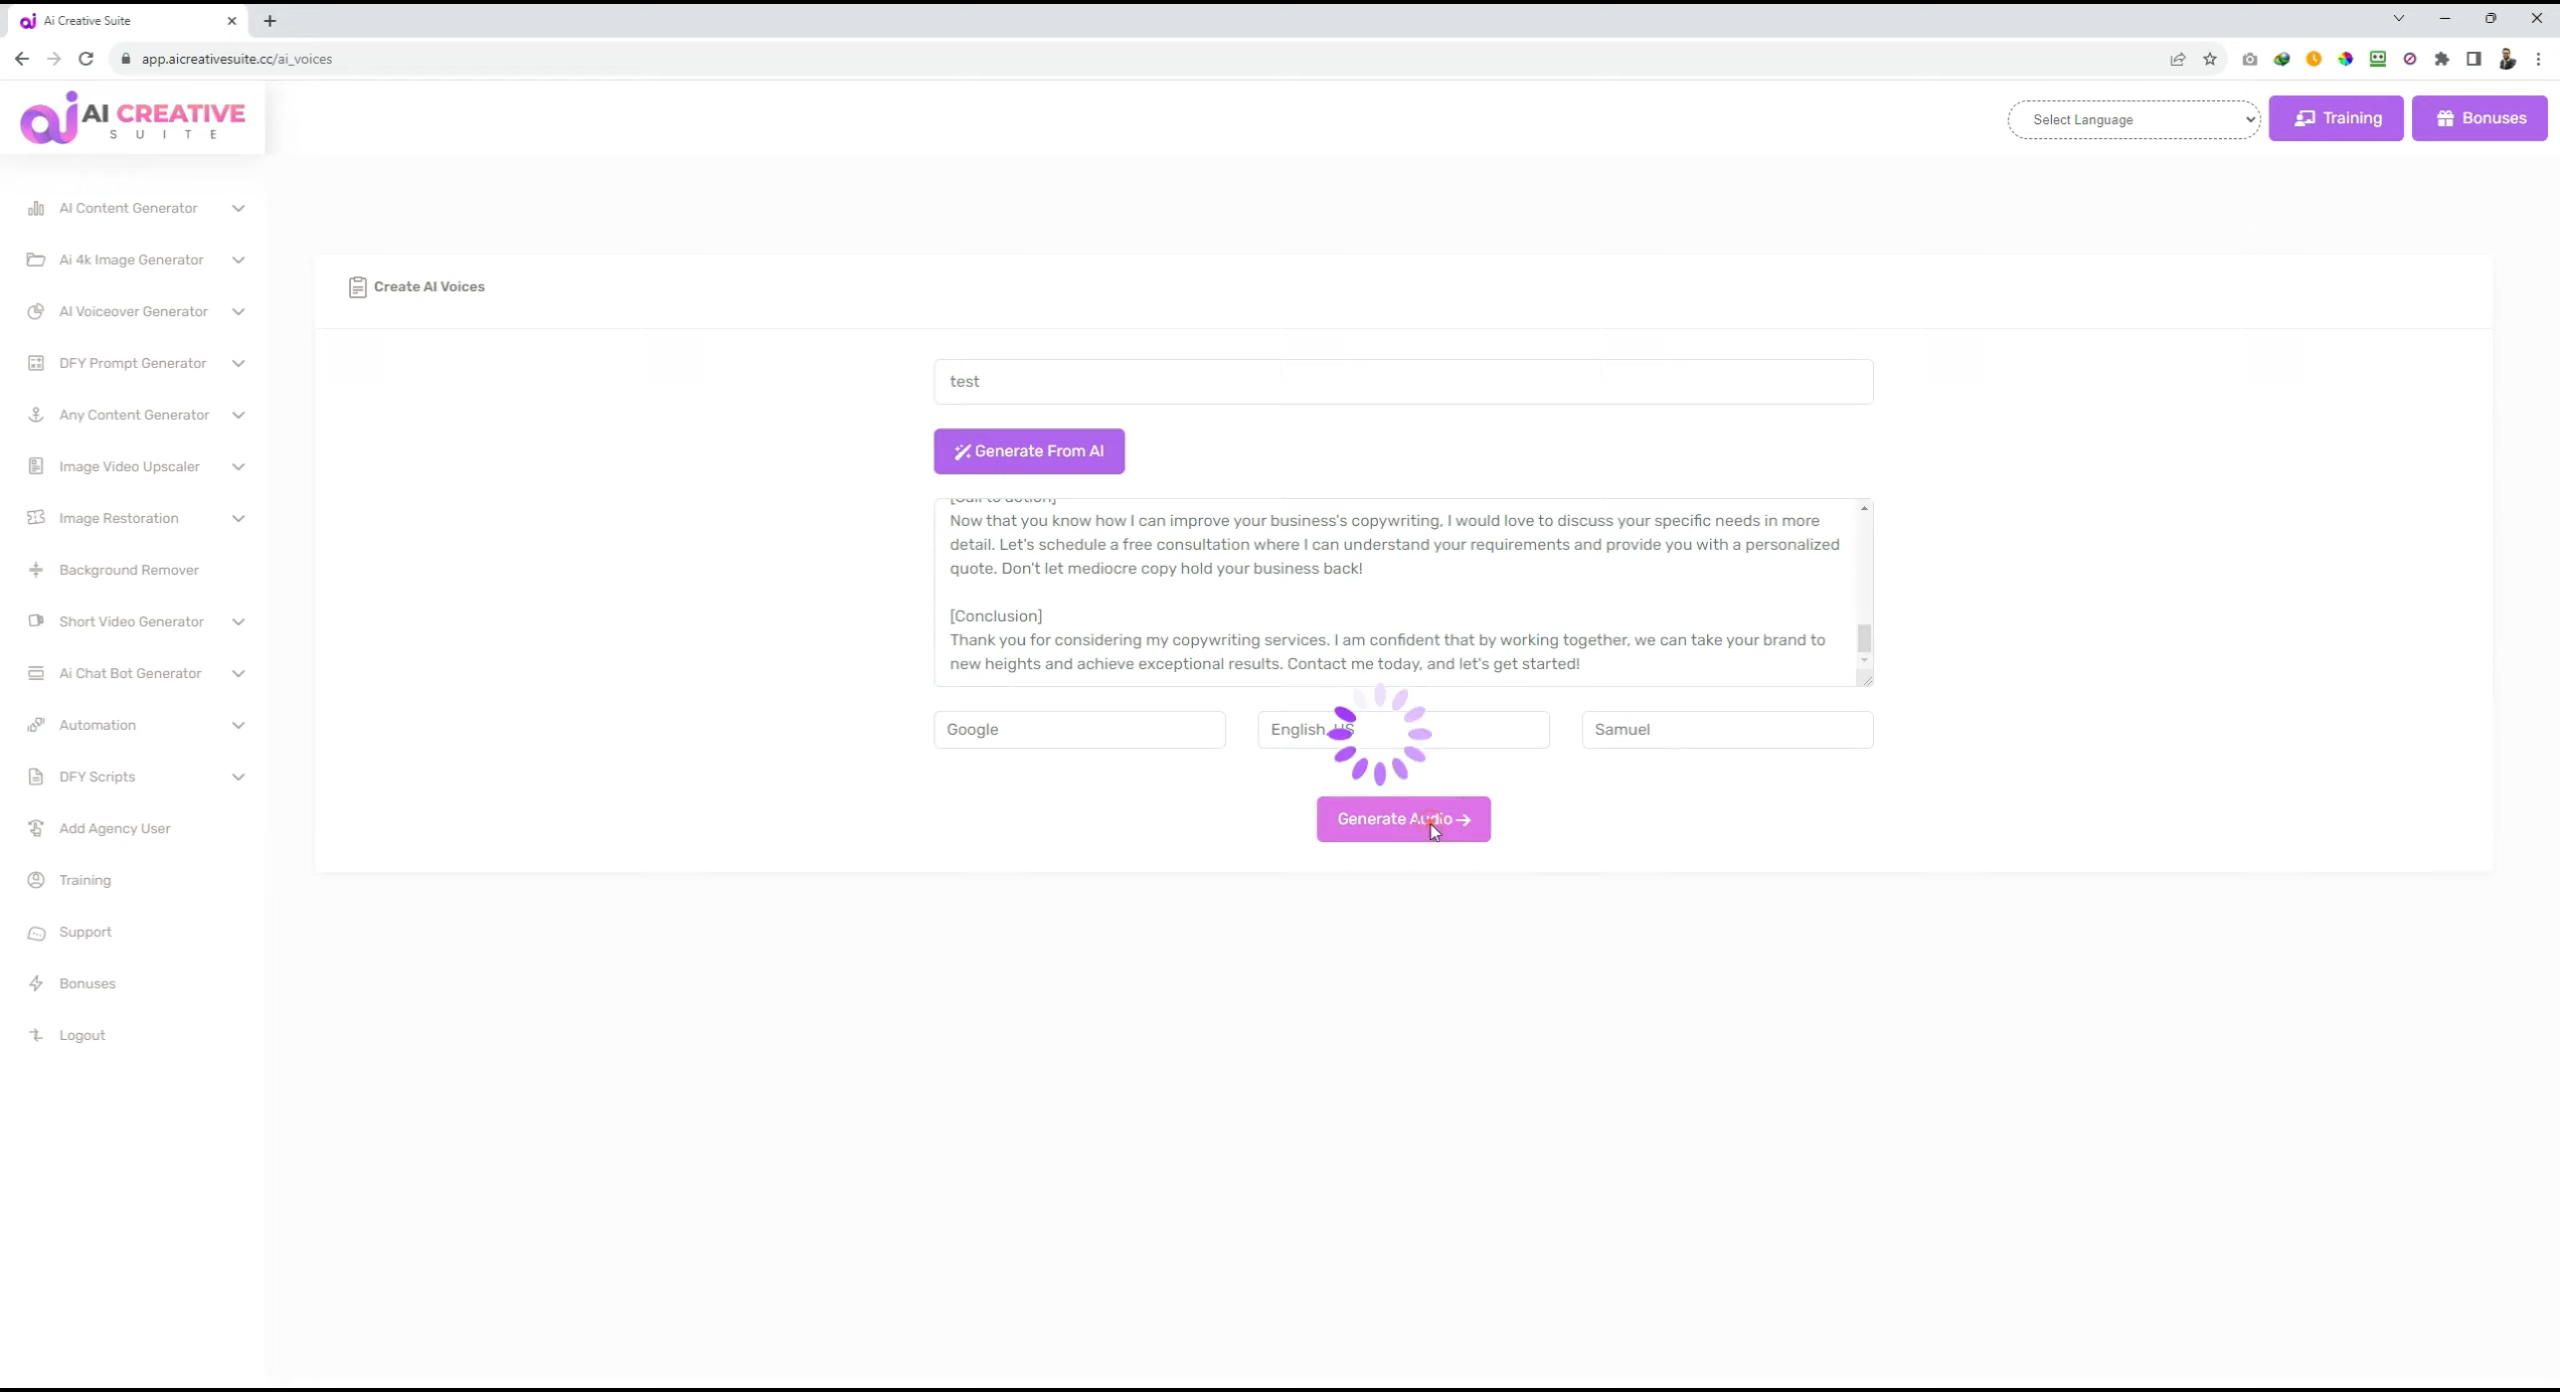 Ai Creative Suite
app.aicreativesuite.cc/ai_voices
AI CREATIVE
SUITE
Select Language
Training
Bonuses
AI Content Generator
Ai 4k Image Generator
AI Voiceover Generator
DFY Prompt Generator
Any Content Generator
Image Video Upscaler
Image Restoration
Background Remover
Short Video Generator
Ai Chat Bot Generator
Automation
DFY Scripts
Add Agency User
Training
Support
Bonuses
Logout
Create AI Voices
test
Generate From AI
[Call to action]
Now that you know how I can improve your business's copywriting, I would love to discuss your specific needs in more
detail. Let's schedule a free consultation where I can understand your requirements and provide you with a personalized
quote. Don't let mediocre copy hold your business back!
[Conclusion]
Thank you for considering my copywriting services. I am confident that by working together, we can take your brand to
new heights and achieve exceptional results. Contact me today, and let's get started!
Google
English, US
Samuel
Generate Audio